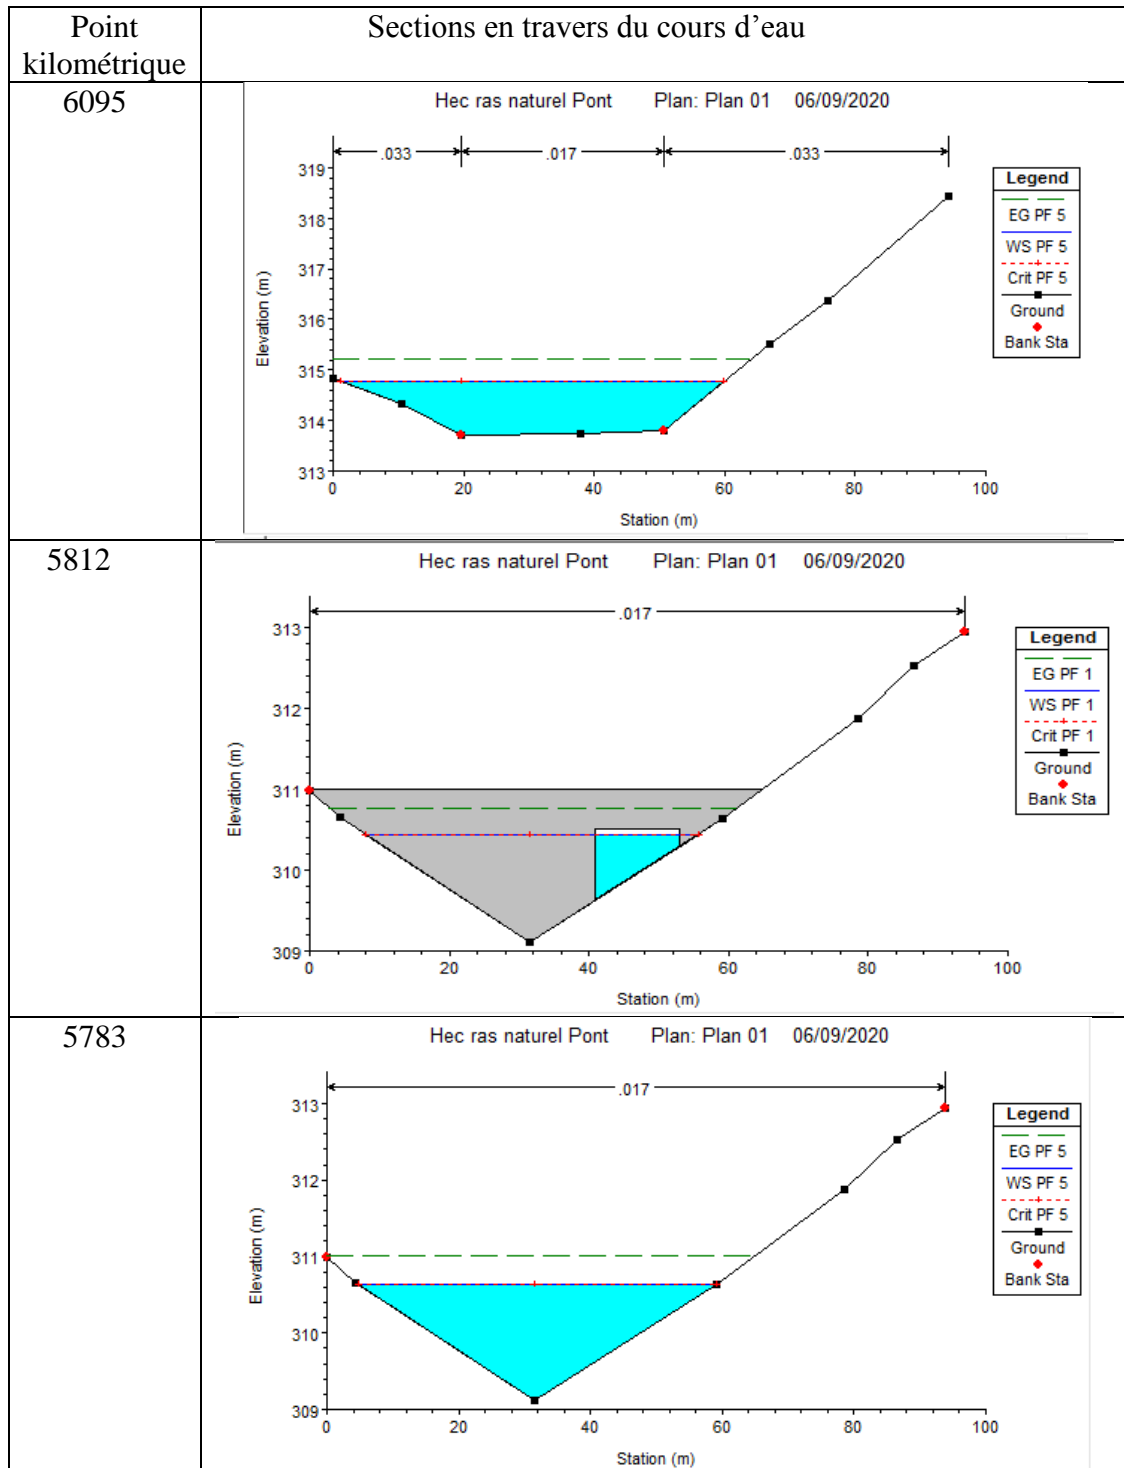 Point kilométrique
Sections en travers du cours d’eau
6095
Hec ras naturel Pont Plan: Plan 01 06/09/2020
.033 .017 .033
319
318
317
316
315
314
313
Elevation (m)
0 20 40 60 80 100
Station (m)
Legend
EG PF 5
WS PF 5
Crit PF 5
Ground
Bank Sta
5812
Hec ras naturel Pont Plan: Plan 01 06/09/2020
.017
313
312
311
310
309
Elevation (m)
0 20 40 60 80 100
Station (m)
Legend
EG PF 1
WS PF 1
Crit PF 1
Ground
Bank Sta
5783
Hec ras naturel Pont Plan: Plan 01 06/09/2020
.017
313
312
311
310
309
Elevation (m)
0 20 40 60 80 100
Station (m)
Legend
EG PF 5
WS PF 5
Crit PF 5
Ground
Bank Sta